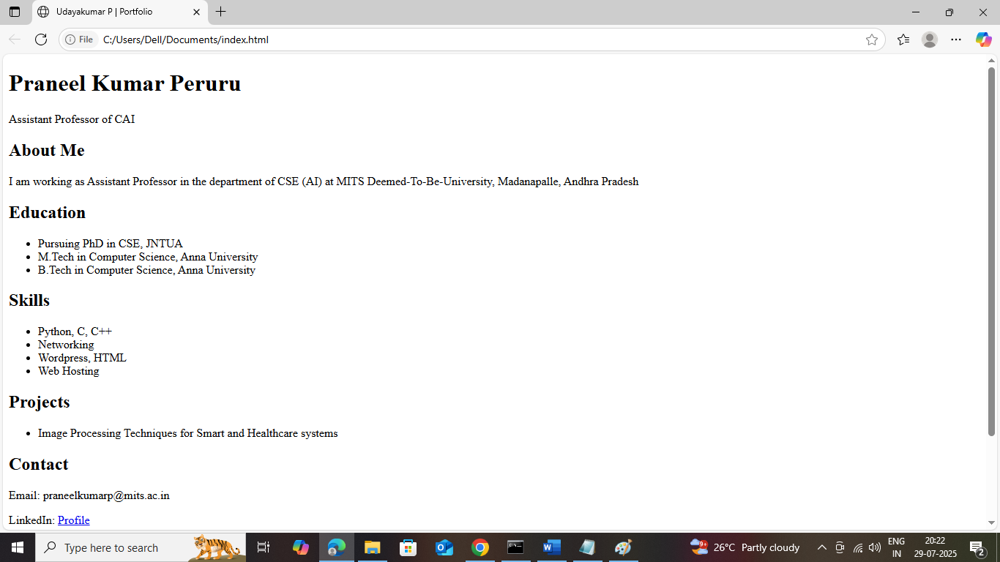 Udayakumar P | Portfolio
File C:/Users/Dell/Documents/index.html
Praneel Kumar Peruru
Assistant Professor of CAI
About Me
I am working as Assistant Professor in the department of CSE (AI) at MITS Deemed-To-Be-University, Madanapalle, Andhra Pradesh
Education
• Pursuing PhD in CSE, JNTUA
• M.Tech in Computer Science, Anna University
• B.Tech in Computer Science, Anna University
Skills
• Python, C, C++
• Networking
• Wordpress, HTML
• Web Hosting
Projects
• Image Processing Techniques for Smart and Healthcare systems
Contact
Email: praneelkumarp@mits.ac.in
LinkedIn: Profile
Type here to search
26°C Partly cloudy
ENG
IN
20:22
29-07-2025
2